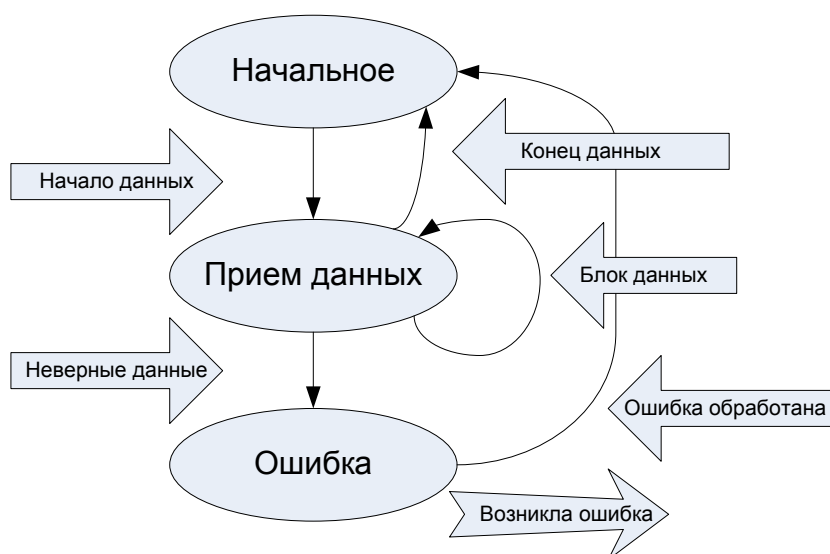 Начальное
Конец данных
Начало данных
Прием данных
Блок данных
Неверные данные
Ошибка обработана
Ошибка
Возникла ошибка